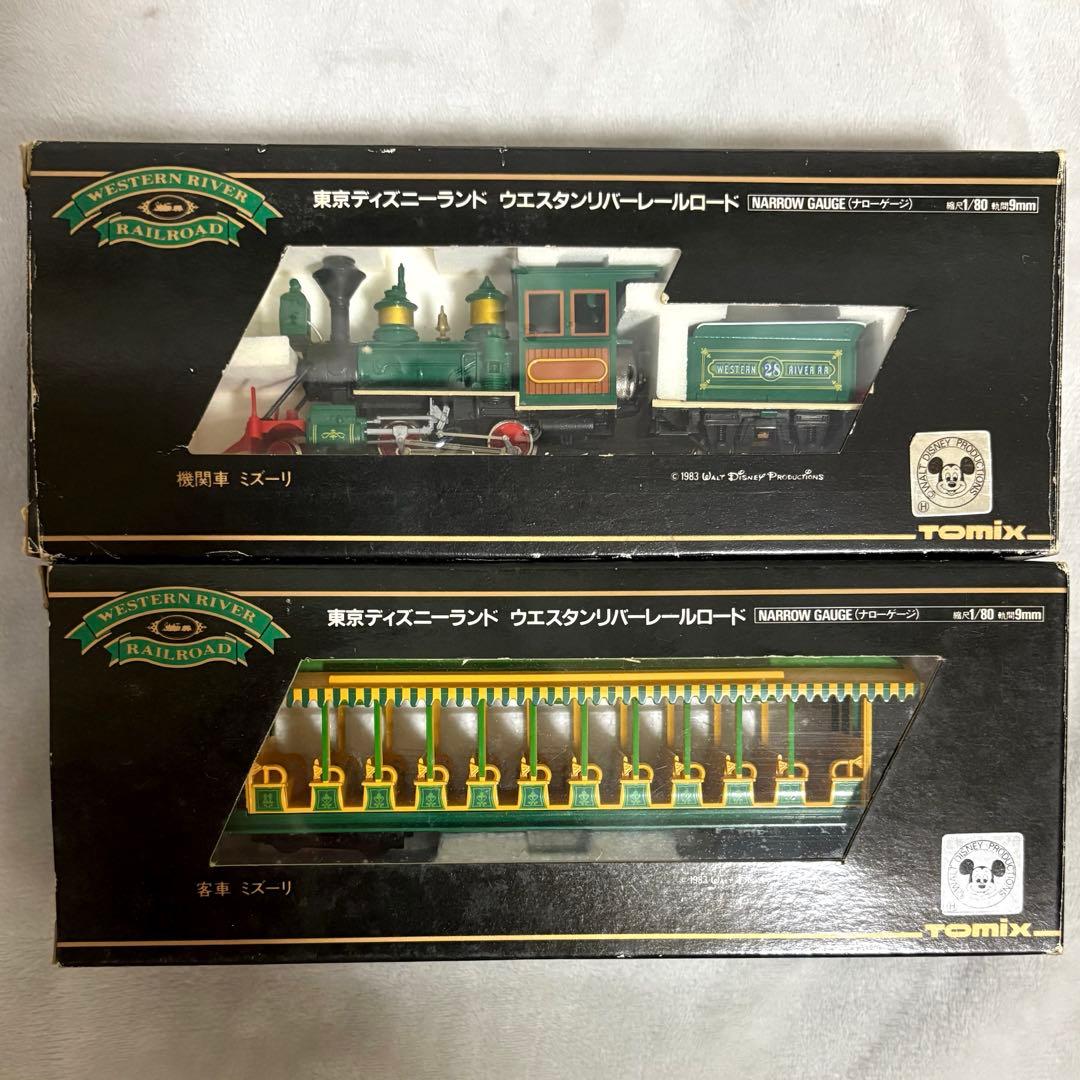 WESTERN RIVER
RAILROAD
東京ディズニーランド ウエスタンリバーレールロード NARROW GAUGE(ナローゲージ) 縮尺1/80 軌間9mm
WESTERN 28 RIVER R.R.
機関車 ミズーリ
© 1983 WALT DISNEY PRODUCTIONS
©WALT DISNEY PRODUCTIONS
H
TOMIX
WESTERN RIVER
RAILROAD
東京ディズニーランド ウエスタンリバーレールロード NARROW GAUGE(ナローゲージ) 縮尺1/80 軌間9mm
客車 ミズーリ
© 1983 WALT
©WALT DISNEY PRODUCTIONS
H
TOMIX